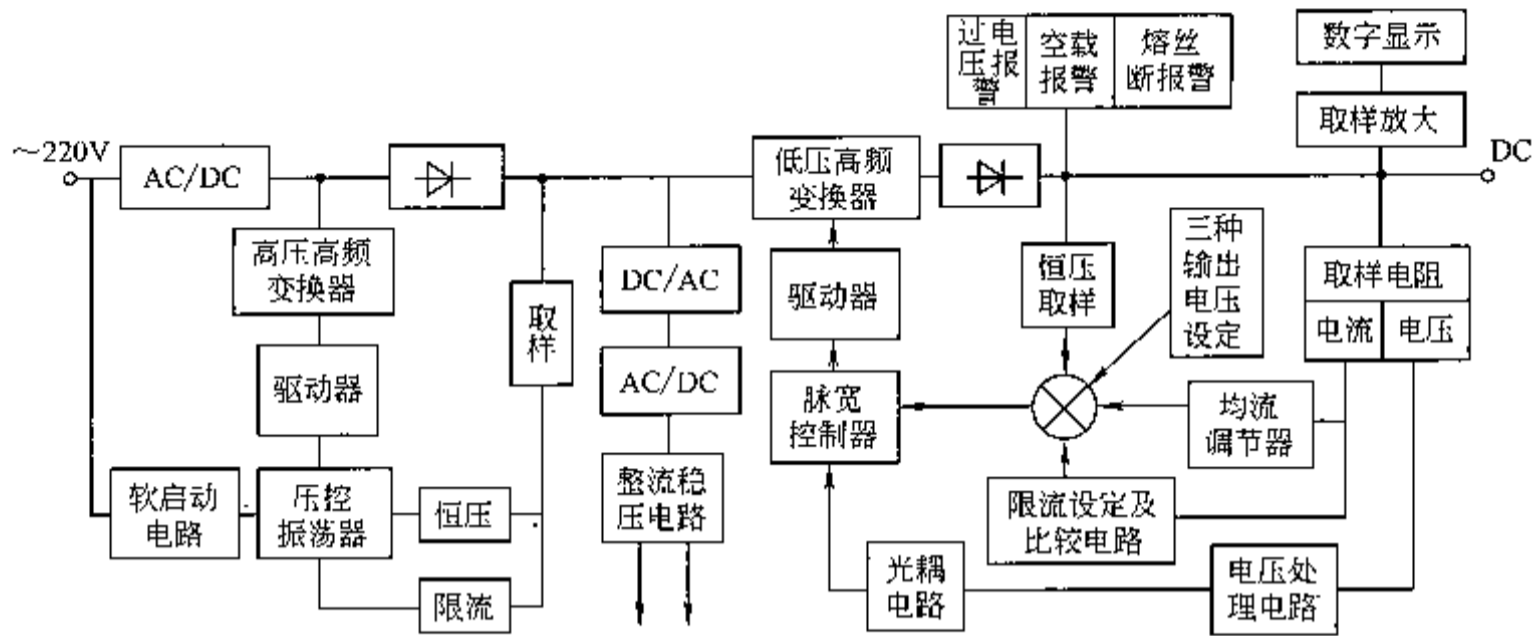 过电
压报
警
空载
报警
熔丝
断报警
数字显示
取样放大
~220V
AC/DC
低压高频
变换器
DC
高压高频
变换器
取
样
DC/AC
AC/DC
驱动器
恒压
取样
三种
输出
电压
设定
取样电阻
电流
电压
驱动器
脉宽
控制器
均流
调节器
软启动
电路
压控
振荡器
恒压
限流
整流稳
压电路
限流设定及
比较电路
光耦
电路
电压处
理电路